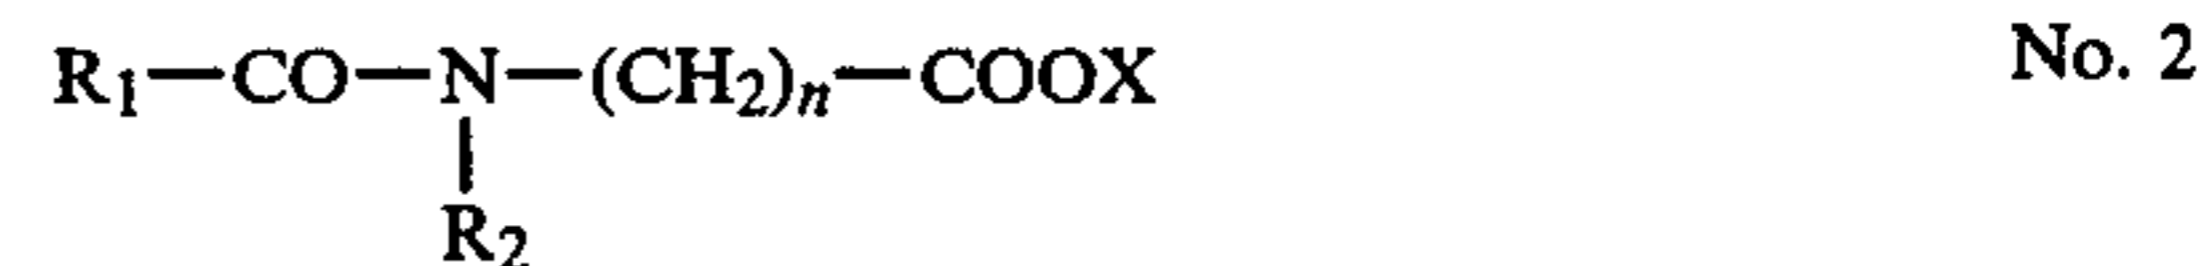 R₁—CO—N—(CH₂)ₙ—COOX No. 2
R₂